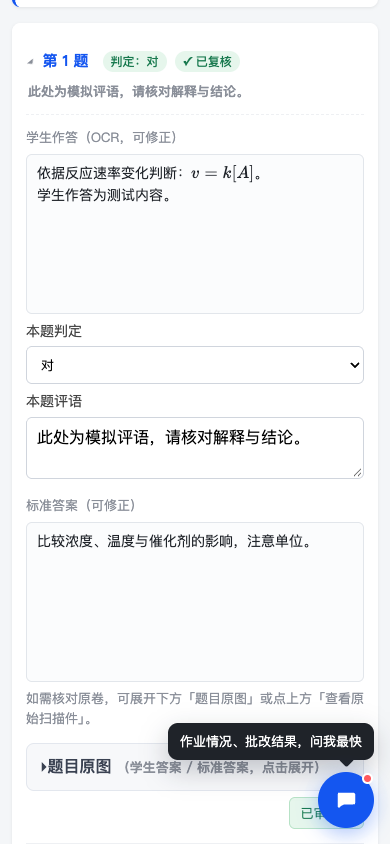 第 1 题 判定：对 ✓ 已复核
此处为模拟评语，请核对解释与结论。
学生作答（OCR，可修正）
依据反应速率变化判断：v = k[A]。
学生作答为测试内容。
本题判定
对
本题评语
此处为模拟评语，请核对解释与结论。
标准答案（可修正）
比较浓度、温度与催化剂的影响，注意单位。
如需核对原卷，可展开下方「题目原图」或点上方「查看原
始扫描件」。
作业情况、批改结果，问我最快
题目原图 （学生答案 / 标准答案，点击展开）
已